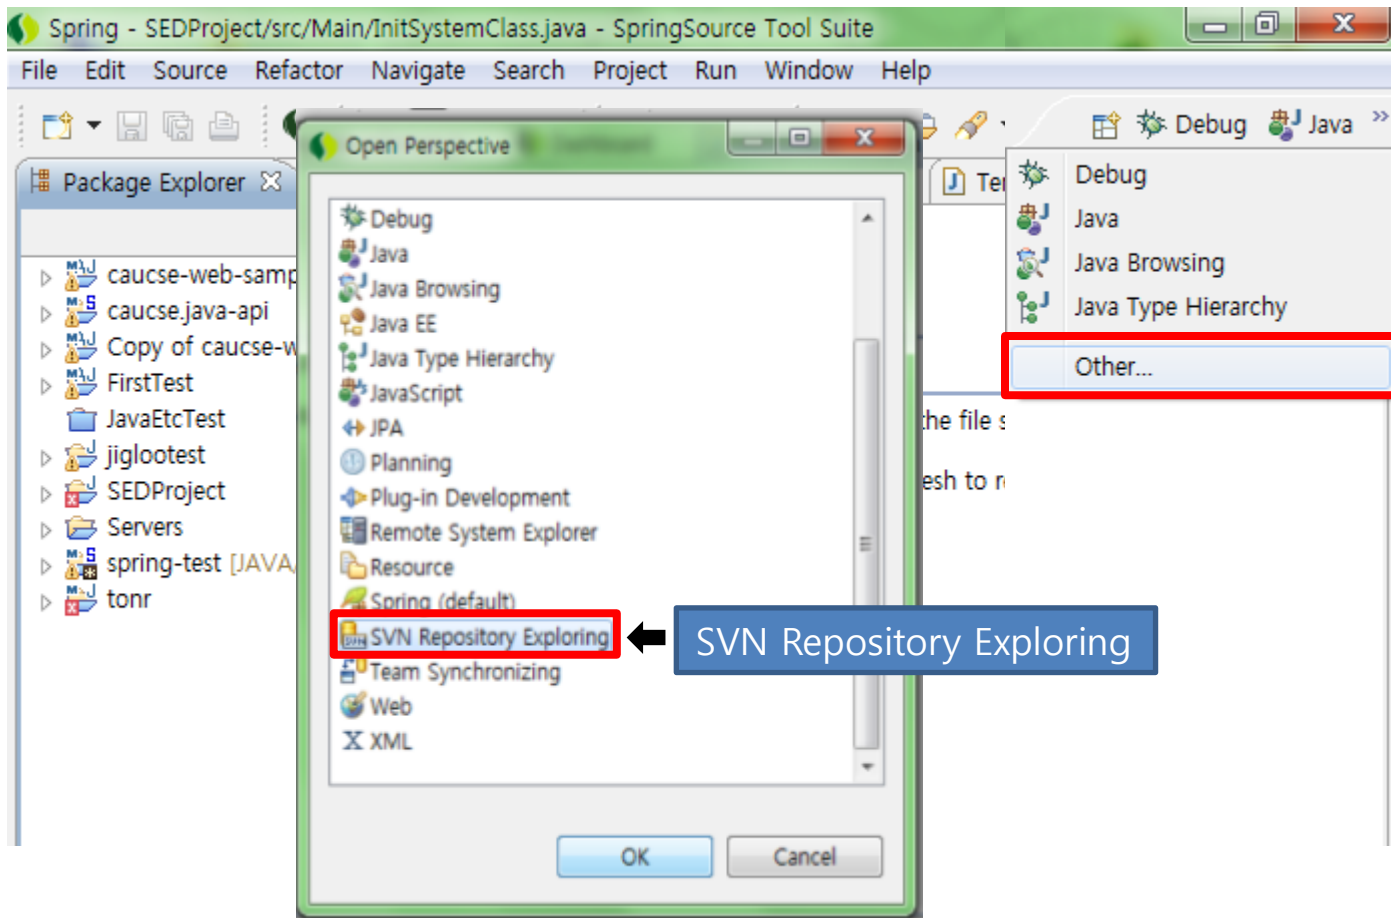 Spring - SEDProject/src/Main/InitSystemClass.java - SpringSource Tool Suite
File Edit Source Refactor Navigate Search Project Run Window Help
Debug Java »
Package Explorer
caucse-web-samp
caucse.java-api
Copy of caucse-w
FirstTest
JavaEtcTest
jiglootest
SEDProject
Servers
spring-test [JAVA/
tonr
Open Perspective
Debug
Java
Java Browsing
Java EE
Java Type Hierarchy
JavaScript
JPA
Planning
Plug-in Development
Remote System Explorer
Resource
Spring (default)
SVN Repository Exploring
Team Synchronizing
Web
XML
OK Cancel
SVN Repository Exploring
Debug
Java
Java Browsing
Java Type Hierarchy
Other...
the file s
esh to r